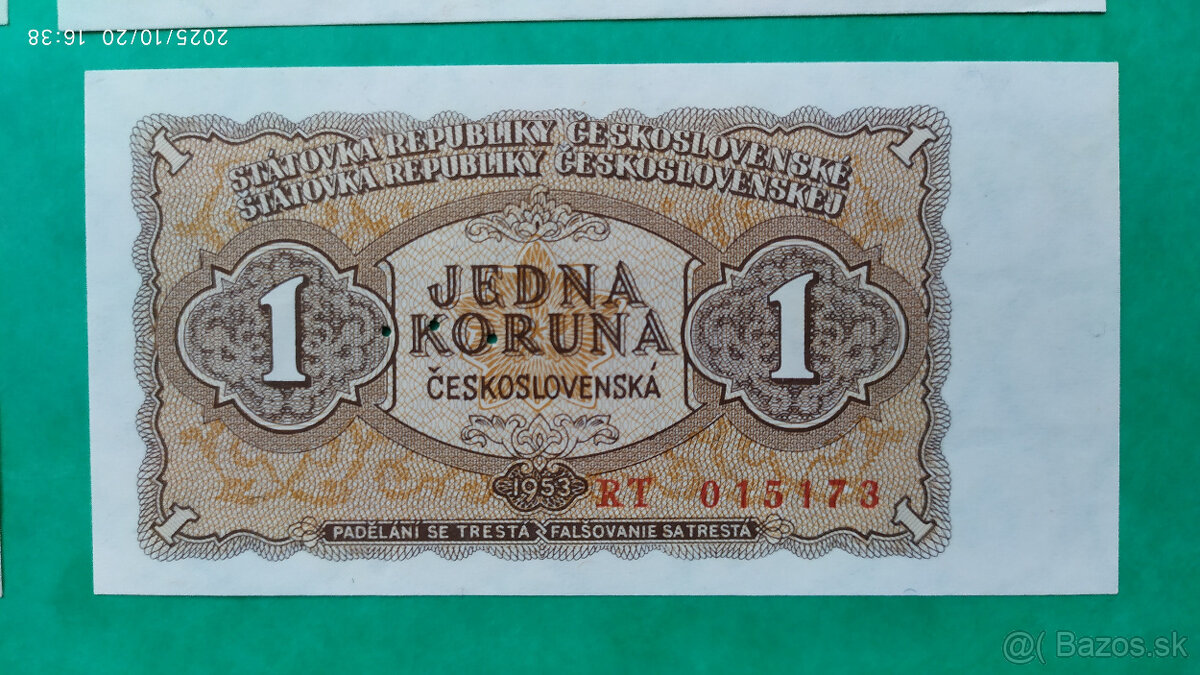 2025/10/20 16:38
1 1
STÁTOVKA REPUBLIKY ČESKOSLOVENSKÉ
ŠTÁTOVKA REPUBLIKY ČESKOSLOVENSKEJ
1 JEDNA 1
KORUNA
ČESKOSLOVENSKÁ
1953 RT 015173
1 1
PADĚLÁNÍ SE TRESTÁ FALŠOVANIE SA TRESTÁ
@( Bazos.sk